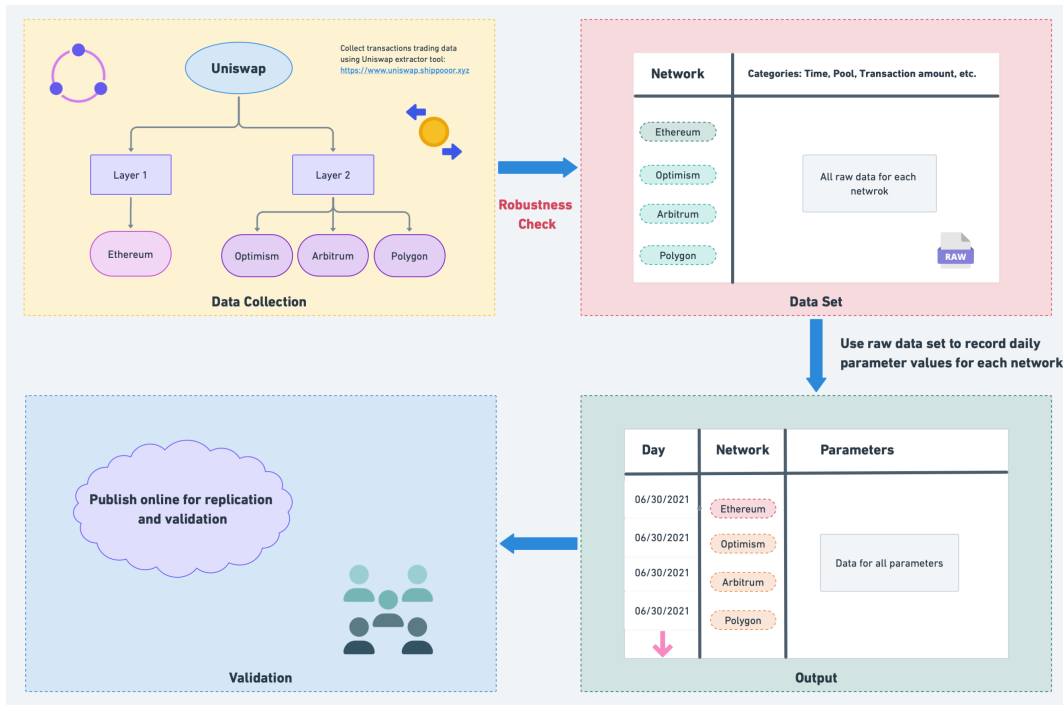 Uniswap
Collect transactions trading data
using Uniswap extractor tool:
https://www.uniswap.shippooor.xyz
Layer 1
Layer 2
Ethereum
Optimism
Arbitrum
Polygon
Data Collection
Robustness
Check
Network
Categories: Time, Pool, Transaction amount, etc.
Ethereum
Optimism
Arbitrum
Polygon
All raw data for each
netwrok
RAW
Data Set
Use raw data set to record daily
parameter values for each network
Day
Network
Parameters
06/30/2021
Ethereum
06/30/2021
Optimism
06/30/2021
Arbitrum
06/30/2021
Polygon
Data for all parameters
Output
Publish online for replication
and validation
Validation